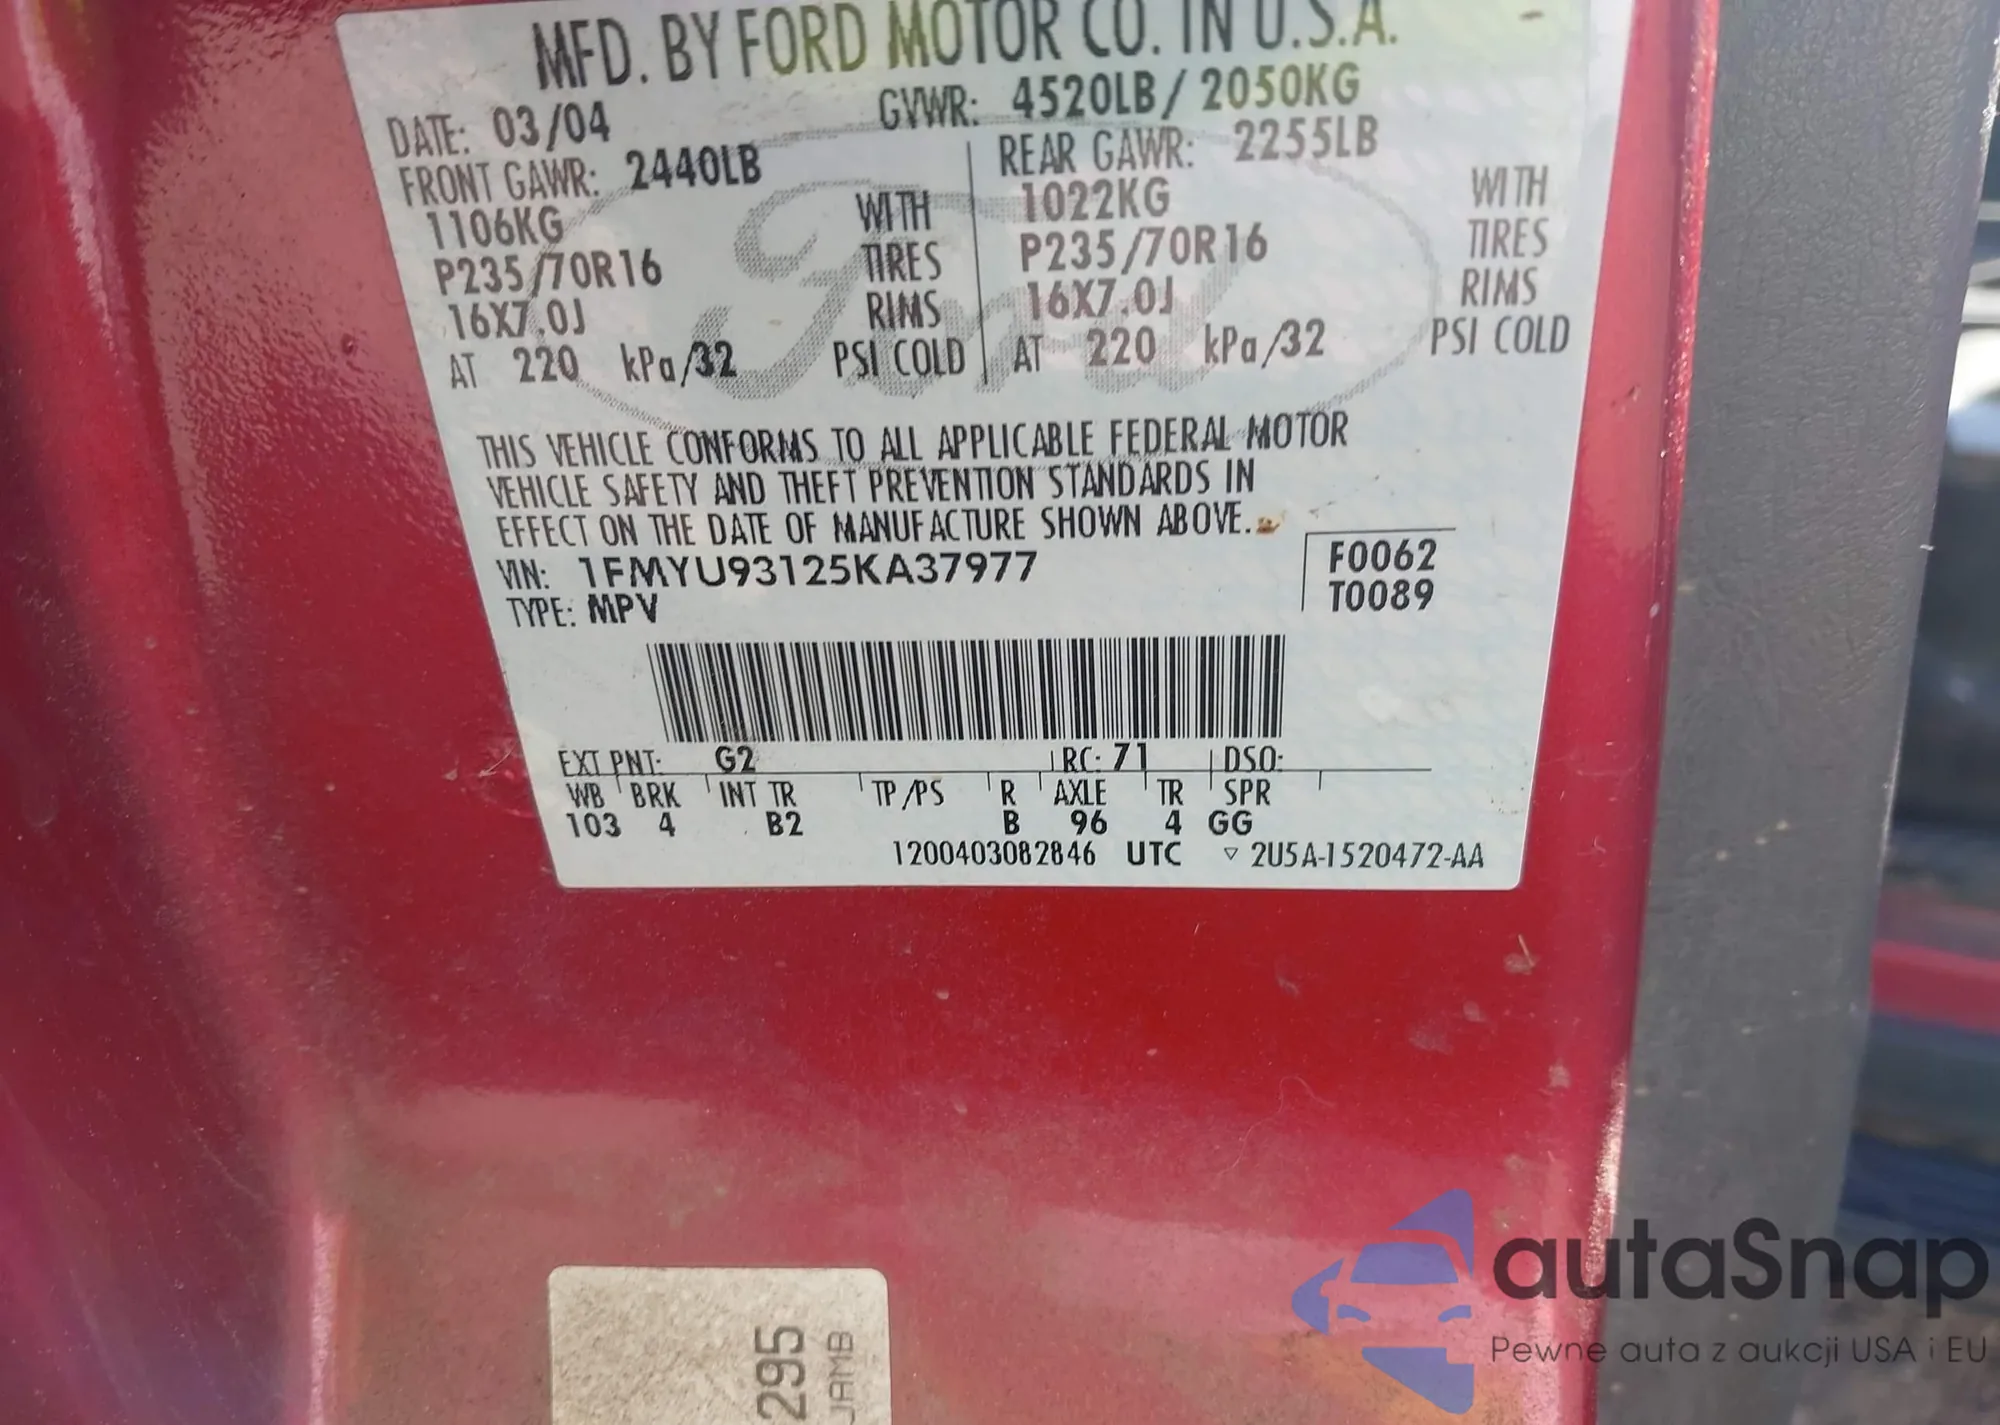 MFD. BY FORD MOTOR CO. IN U.S.A.
DATE: 03/04 GVWR: 4520LB / 2050KG
FRONT GAWR: 2440LB REAR GAWR: 2255LB
1106KG WITH 1022KG WITH
P235/70R16 TIRES P235/70R16 TIRES
16X7.0J RIMS 16X7.0J RIMS
AT 220 kPa/32 PSI COLD AT 220 kPa/32 PSI COLD
Ford
THIS VEHICLE CONFORMS TO ALL APPLICABLE FEDERAL MOTOR
VEHICLE SAFETY AND THEFT PREVENTION STANDARDS IN
EFFECT ON THE DATE OF MANUFACTURE SHOWN ABOVE.
VIN: 1FMYU93125KA37977 F0062
TYPE: MPV T0089
EXT PNT: G2 RC: 71 DSO:
WB BRK INT TR TP/PS R AXLE TR SPR
103 4 B2 B 96 4 GG
1200403082846 UTC ▽ 2U5A-1520472-AA
295
JAMB
autaSnap
Pewne auta z aukcji USA i EU